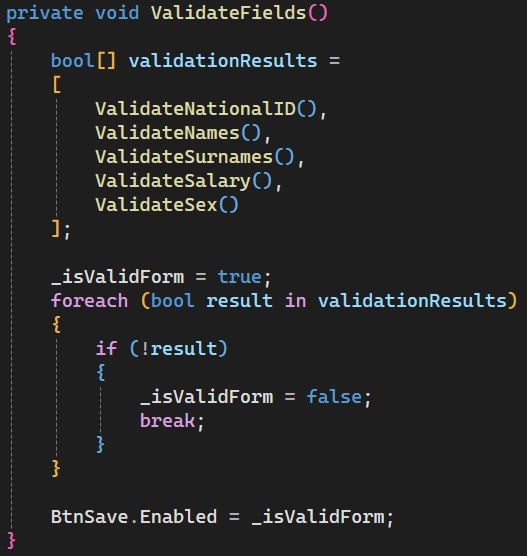 private void ValidateFields()
{
    bool[] validationResults =
    [
        ValidateNationalID(),
        ValidateNames(),
        ValidateSurnames(),
        ValidateSalary(),
        ValidateSex()
    ];

    _isValidForm = true;
    foreach (bool result in validationResults)
    {
        if (!result)
        {
            _isValidForm = false;
            break;
        }
    }

    BtnSave.Enabled = _isValidForm;
}